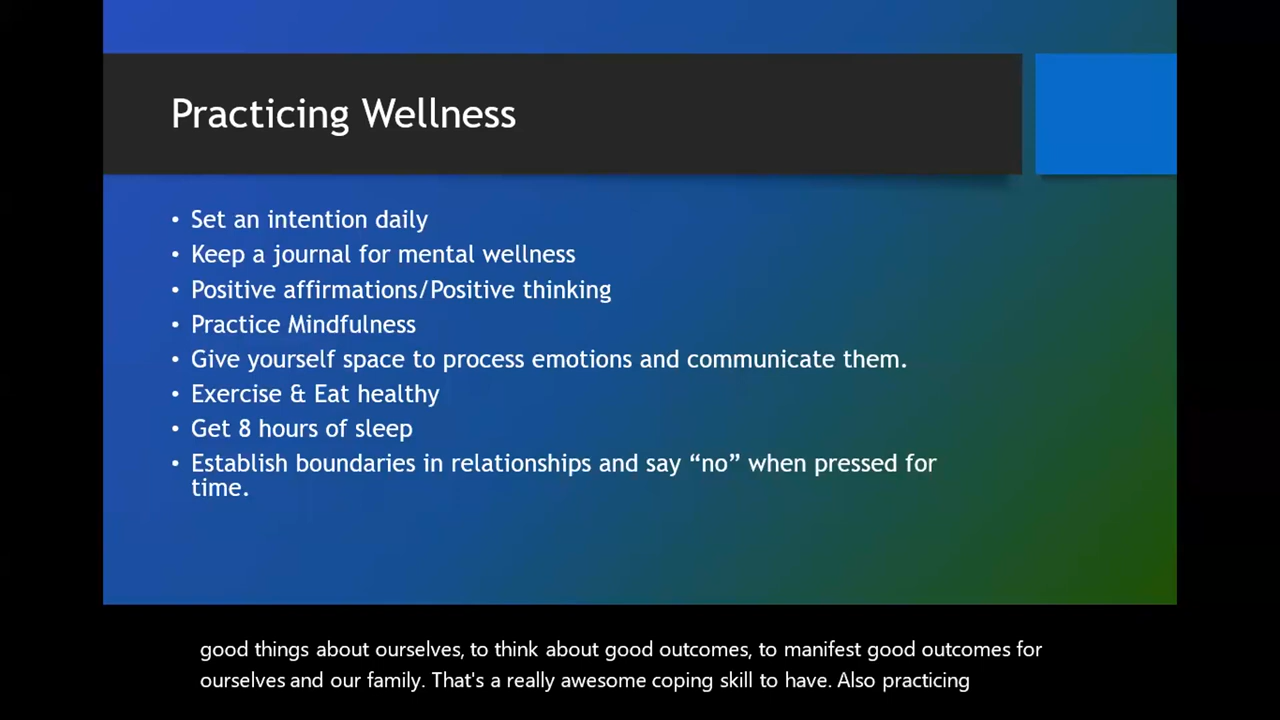 Practicing Wellness
• Set an intention daily
• Keep a journal for mental wellness
• Positive affirmations/Positive thinking
• Practice Mindfulness
• Give yourself space to process emotions and communicate them.
• Exercise & Eat healthy
• Get 8 hours of sleep
• Establish boundaries in relationships and say “no” when pressed for
time.
good things about ourselves, to think about good outcomes, to manifest good outcomes for
ourselves and our family. That's a really awesome coping skill to have. Also practicing